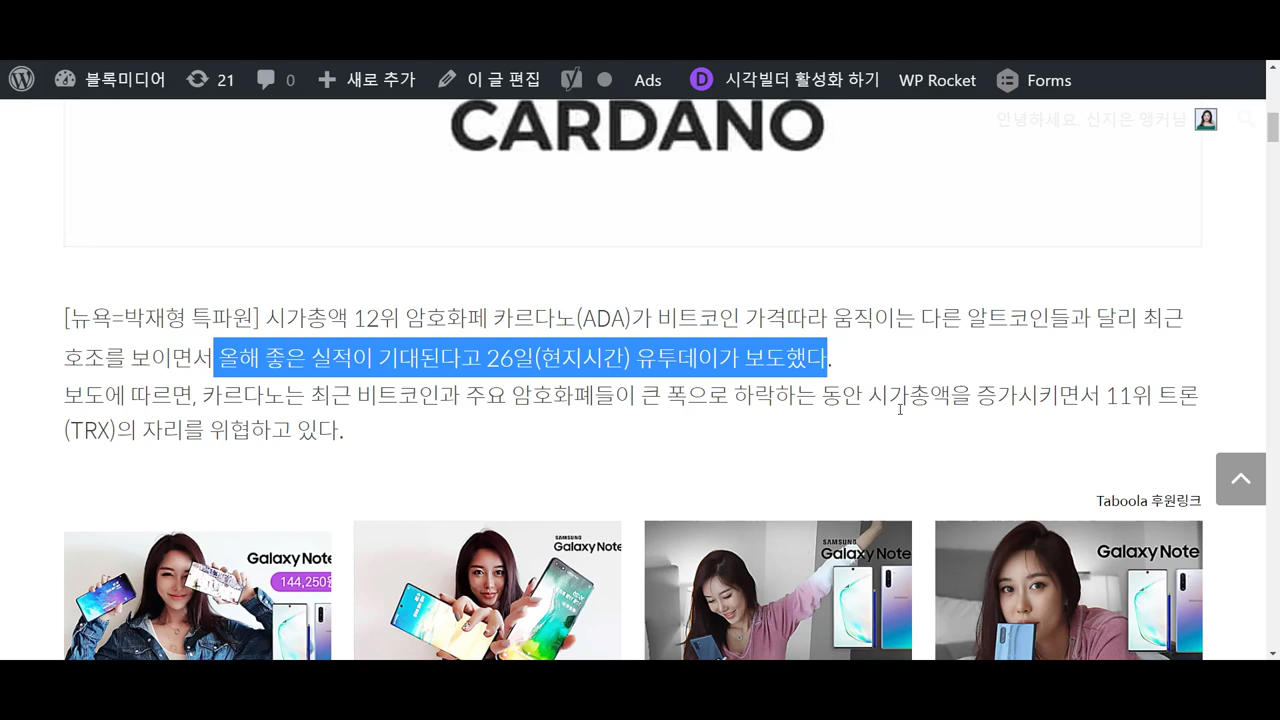 블록미디어 21 0 새로 추가 이 글 편집 Ads D 시각빌더 활성화 하기 WP Rocket Forms
CARDANO
안녕하세요. 신지은 앵커님
[뉴욕=박재형 특파원] 시가총액 12위 암호화페 카르다노(ADA)가 비트코인 가격따라 움직이는 다른 알트코인들과 달리 최근
호조를 보이면서 올해 좋은 실적이 기대된다고 26일(현지시간) 유투데이가 보도했다.
보도에 따르면, 카르다노는 최근 비트코인과 주요 암호화폐들이 큰 폭으로 하락하는 동안 시가총액을 증가시키면서 11위 트론
(TRX)의 자리를 위협하고 있다.
Taboola 후원링크
Galaxy Note
144,250원
SAMSUNG
Galaxy Note
SAMSUNG
Galaxy Note
Galaxy Note